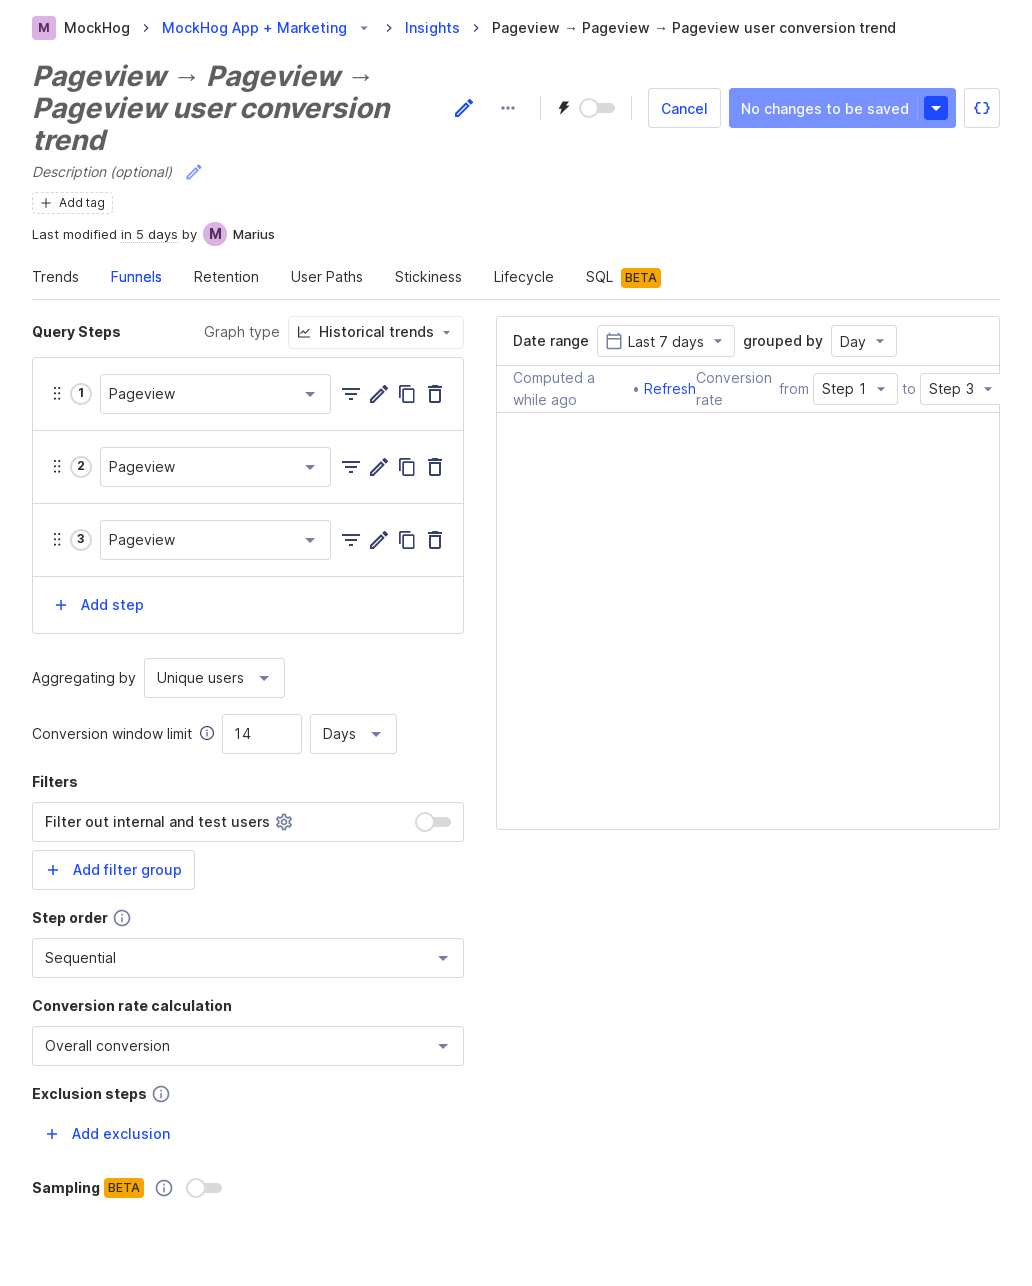 M MockHog MockHog App + Marketing Insights Pageview → Pageview → Pageview user conversion trend
Pageview → Pageview →
Pageview user conversion
trend
Cancel No changes to be saved
Description (optional)
Add tag
Last modified in 5 days by M Marius
Trends Funnels Retention User Paths Stickiness Lifecycle SQL BETA
Query Steps Graph type Historical trends
1 Pageview
2 Pageview
3 Pageview
Add step
Aggregating by Unique users
Conversion window limit 14 Days
Filters
Filter out internal and test users
Add filter group
Step order
Sequential
Conversion rate calculation
Overall conversion
Exclusion steps
Add exclusion
Sampling BETA
Date range Last 7 days grouped by Day
Computed a
while ago
• Refresh
Conversion
rate
from Step 1 to Step 3